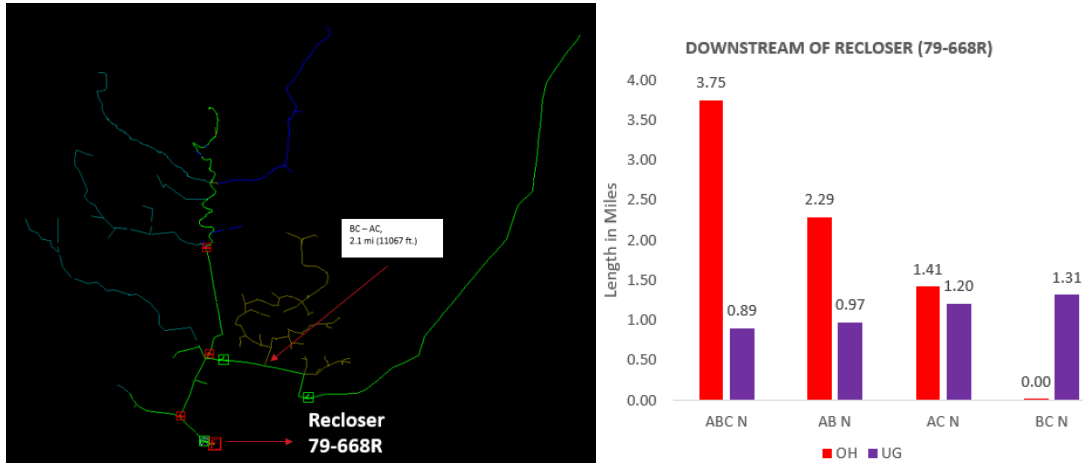 BC – AC,
2.1 mi (11067 ft.)
Recloser
79-668R
DOWNSTREAM OF RECLOSER (79-668R)
Length in Miles
4.00
3.50
3.00
2.50
2.00
1.50
1.00
0.50
0.00
3.75
0.89
2.29
0.97
1.41
1.20
0.00
1.31
ABC N
AB N
AC N
BC N
OH
UG